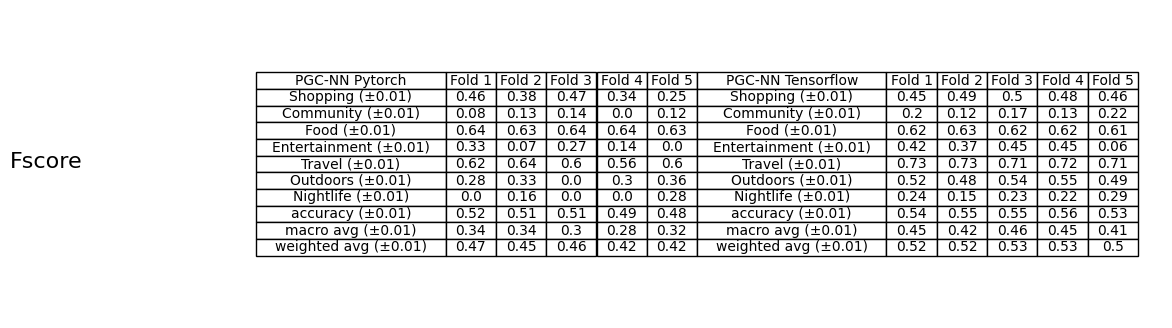 PGC-NN Pytorch Fold 1 Fold 2 Fold 3 Fold 4 Fold 5 PGC-NN Tensorflow Fold 1 Fold 2 Fold 3 Fold 4 Fold 5
Shopping (±0.01) 0.46 0.38 0.47 0.34 0.25 Shopping (±0.01) 0.45 0.49 0.5 0.48 0.46
Community (±0.01) 0.08 0.13 0.14 0.0 0.12 Community (±0.01) 0.2 0.12 0.17 0.13 0.22
Food (±0.01) 0.64 0.63 0.64 0.64 0.63 Food (±0.01) 0.62 0.63 0.62 0.62 0.61
Entertainment (±0.01) 0.33 0.07 0.27 0.14 0.0 Entertainment (±0.01) 0.42 0.37 0.45 0.45 0.06
Fscore
Travel (±0.01) 0.62 0.64 0.6 0.56 0.6 Travel (±0.01) 0.73 0.73 0.71 0.72 0.71
Outdoors (±0.01) 0.28 0.33 0.0 0.3 0.36 Outdoors (±0.01) 0.52 0.48 0.54 0.55 0.49
Nightlife (±0.01) 0.0 0.16 0.0 0.0 0.28 Nightlife (±0.01) 0.24 0.15 0.23 0.22 0.29
accuracy (±0.01) 0.52 0.51 0.51 0.49 0.48 accuracy (±0.01) 0.54 0.55 0.55 0.56 0.53
macro avg (±0.01) 0.34 0.34 0.3 0.28 0.32 macro avg (±0.01) 0.45 0.42 0.46 0.45 0.41
weighted avg (±0.01) 0.47 0.45 0.46 0.42 0.42 weighted avg (±0.01) 0.52 0.52 0.53 0.53 0.5